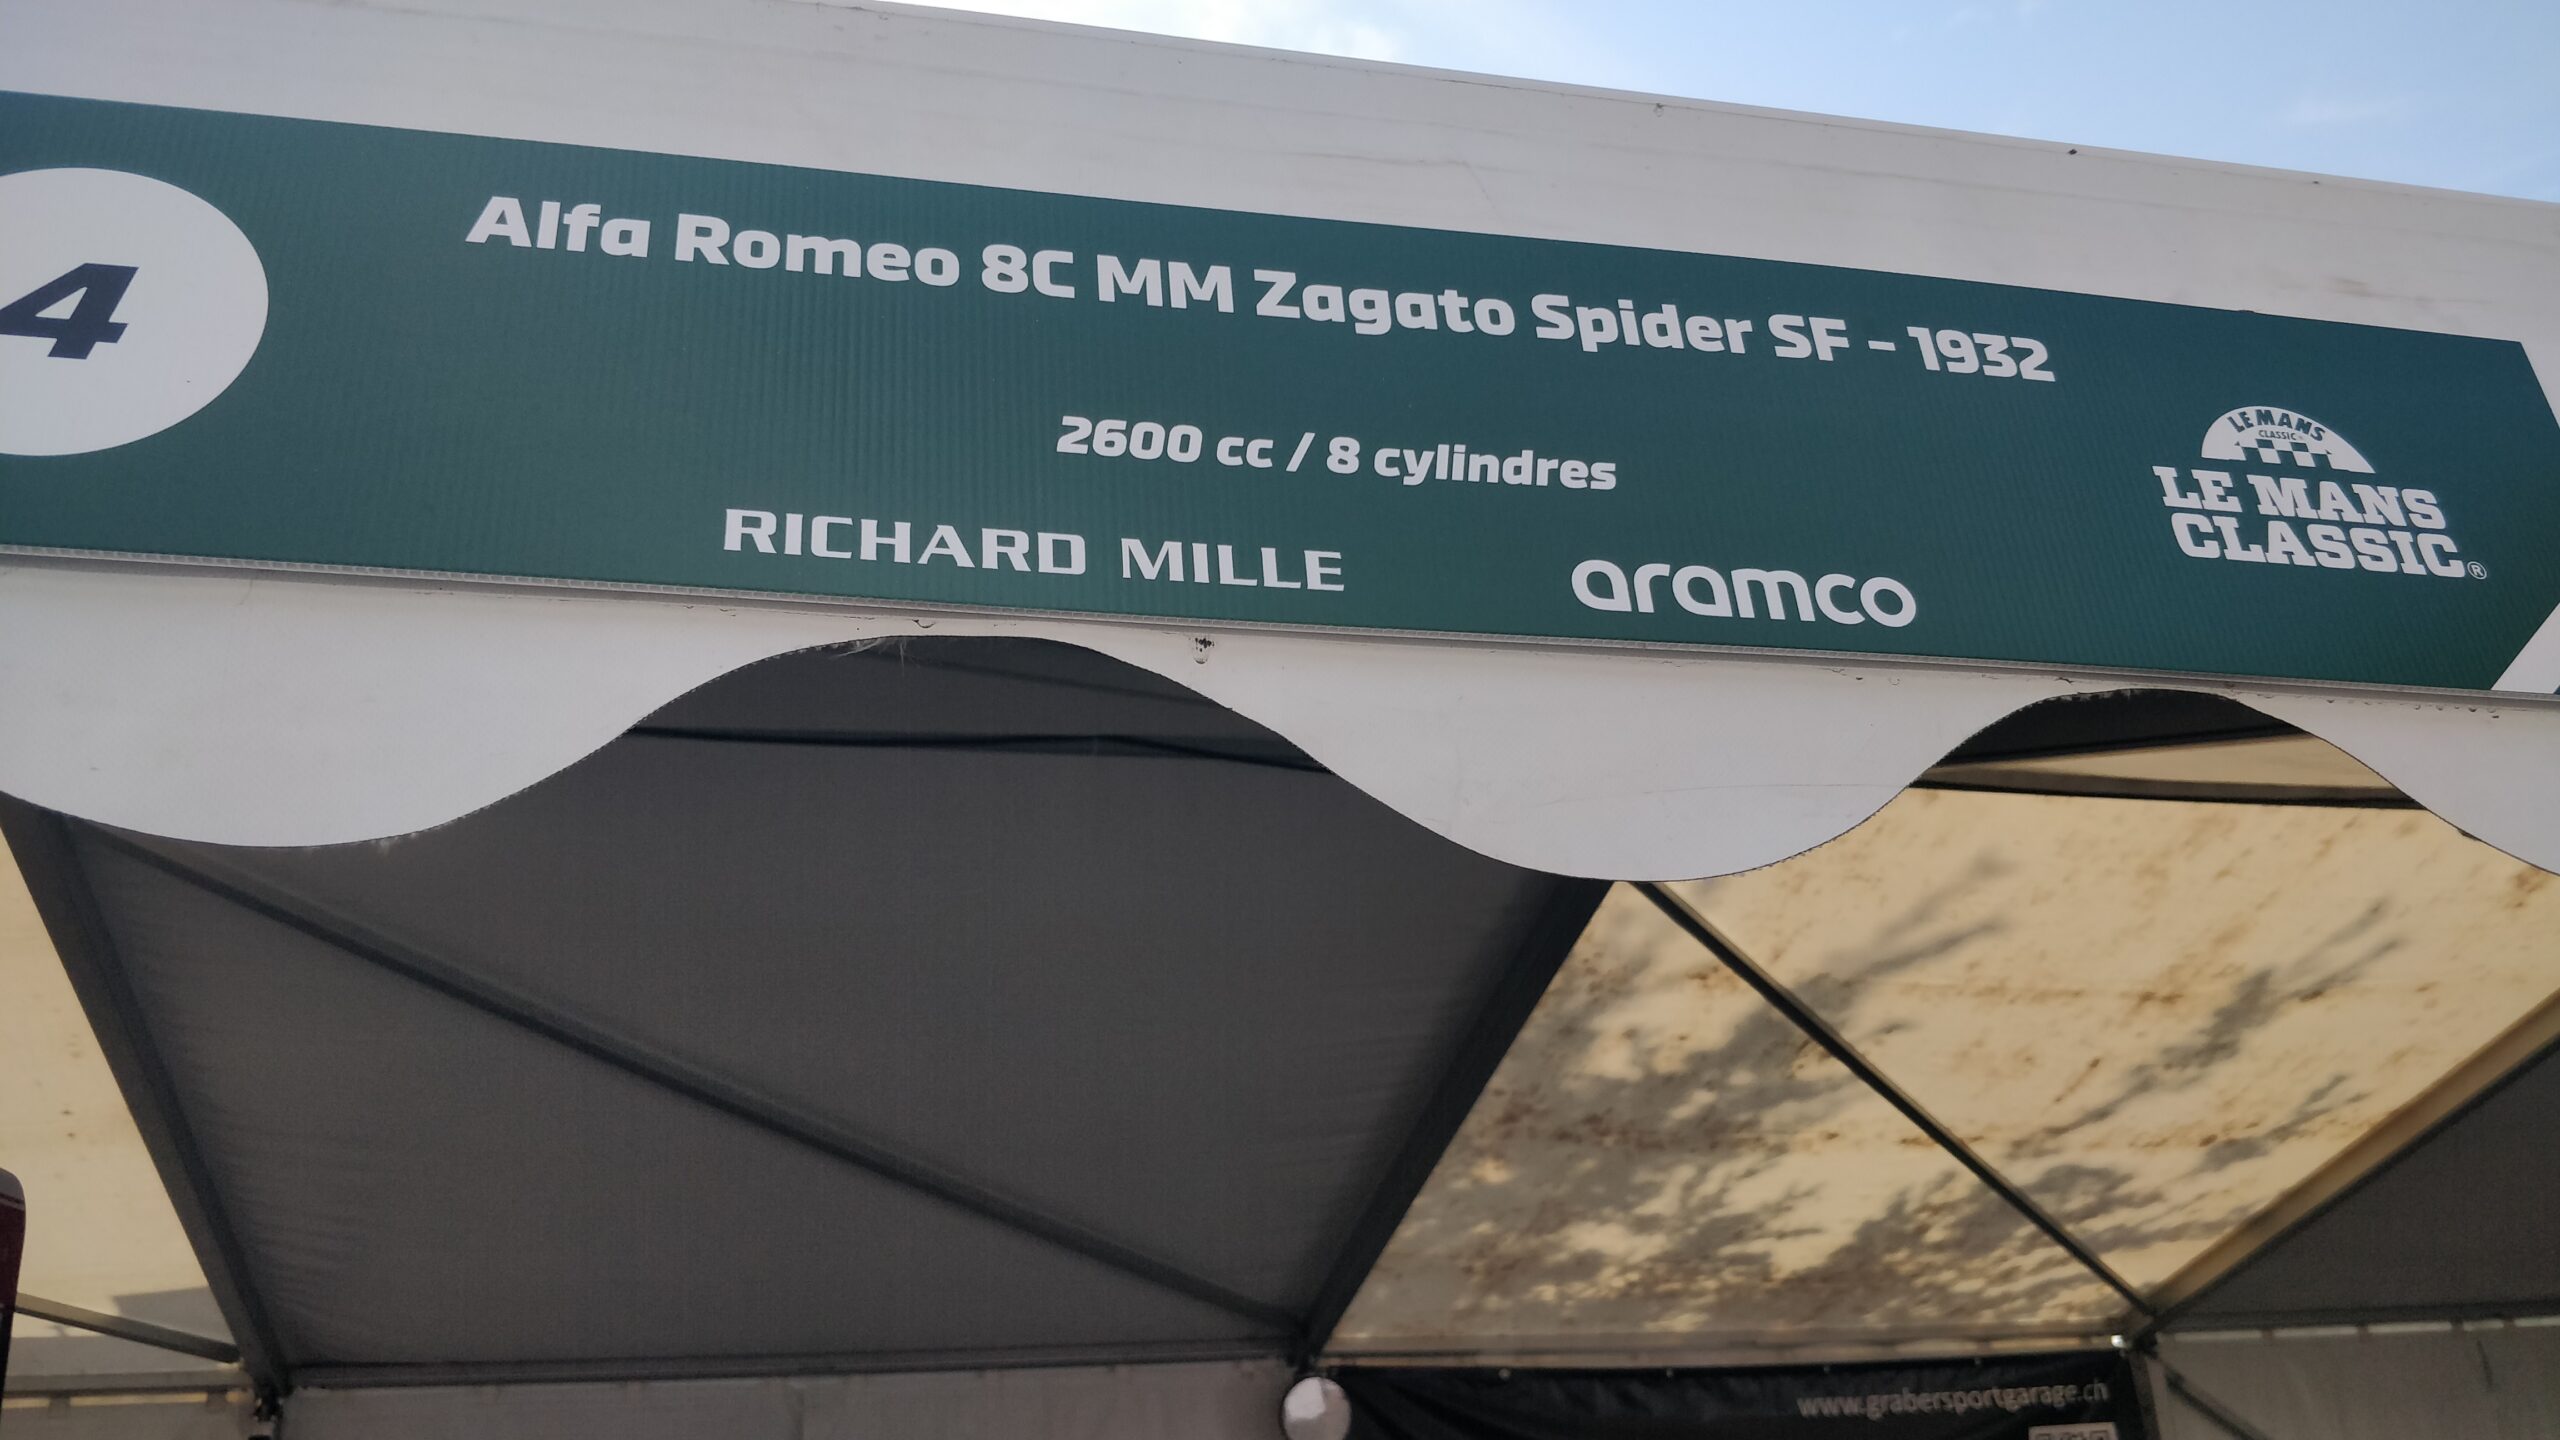 4
Alfa Romeo 8C MM Zagato Spider SF - 1932
2600 cc / 8 cylindres
RICHARD MILLE
aramco
LE MANS
CLASSIC
LE MANS
CLASSIC®
www.grabersportgarage.ch